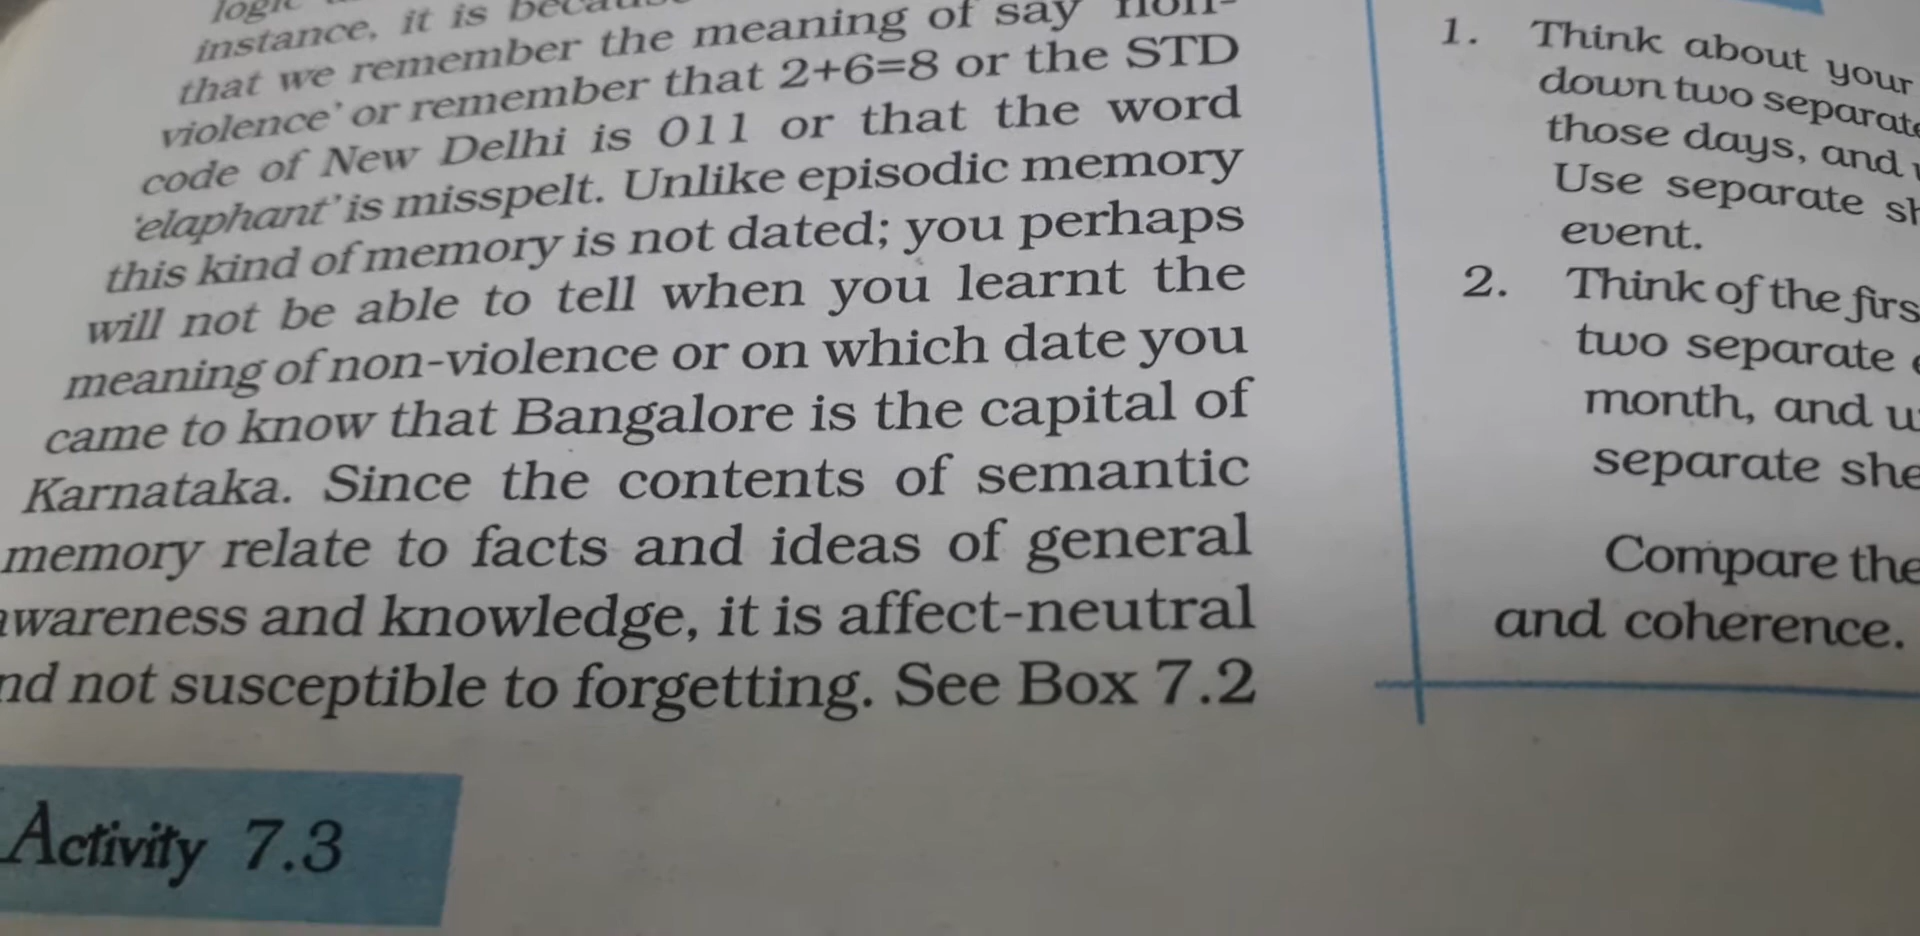 instance, it is
that we remember the meaning of say non-
violence' or remember that 2+6=8 or the STD
code of New Delhi is 011 or that the word
'elaphant' is misspelt. Unlike episodic memory
this kind of memory is not dated; you perhaps
will not be able to tell when you learnt the
meaning of non-violence or on which date you
came to know that Bangalore is the capital of
Karnataka. Since the contents of semantic
memory relate to facts and ideas of general
awareness and knowledge, it is affect-neutral
nd not susceptible to forgetting. See Box 7.2
Activity 7.3
1. Think about your
down two separate
those days, and
Use separate sh
event.
2. Think of the firs
two separate
month, and
separate she
Compare the
and coherence.